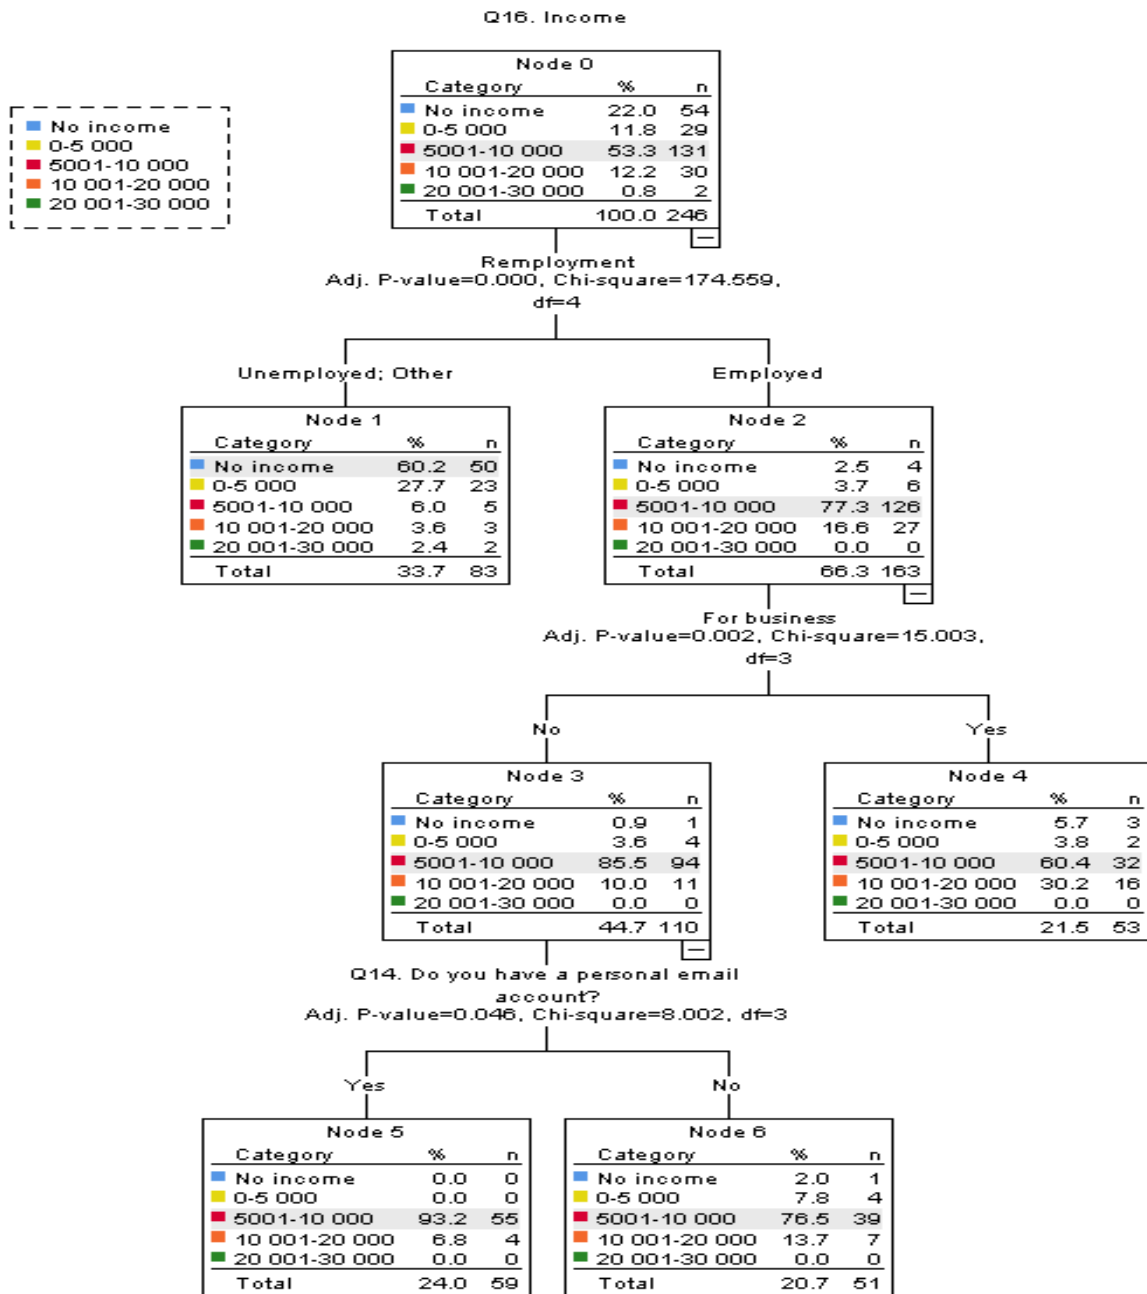 Q16. Income
No income
0-5 000
5001-10 000
10 001-20 000
20 001-30 000
Node 0
Category % n
No income 22.0 54
0-5 000 11.8 29
5001-10 000 53.3 131
10 001-20 000 12.2 30
20 001-30 000 0.8 2
Total 100.0 246
Remployment
Adj. P-value=0.000, Chi-square=174.559,
df=4
Unemployed; Other
Employed
Node 1
Category % n
No income 60.2 50
0-5 000 27.7 23
5001-10 000 6.0 5
10 001-20 000 3.6 3
20 001-30 000 2.4 2
Total 33.7 83
Node 2
Category % n
No income 2.5 4
0-5 000 3.7 6
5001-10 000 77.3 126
10 001-20 000 16.6 27
20 001-30 000 0.0 0
Total 66.3 163
For business
Adj. P-value=0.002, Chi-square=15.003,
df=3
No
Yes
Node 3
Category % n
No income 0.9 1
0-5 000 3.6 4
5001-10 000 85.5 94
10 001-20 000 10.0 11
20 001-30 000 0.0 0
Total 44.7 110
Node 4
Category % n
No income 5.7 3
0-5 000 3.8 2
5001-10 000 60.4 32
10 001-20 000 30.2 16
20 001-30 000 0.0 0
Total 21.5 53
Q14. Do you have a personal email
account?
Adj. P-value=0.046, Chi-square=8.002, df=3
Yes
No
Node 5
Category % n
No income 0.0 0
0-5 000 0.0 0
5001-10 000 93.2 55
10 001-20 000 6.8 4
20 001-30 000 0.0 0
Total 24.0 59
Node 6
Category % n
No income 2.0 1
0-5 000 7.8 4
5001-10 000 76.5 39
10 001-20 000 13.7 7
20 001-30 000 0.0 0
Total 20.7 51